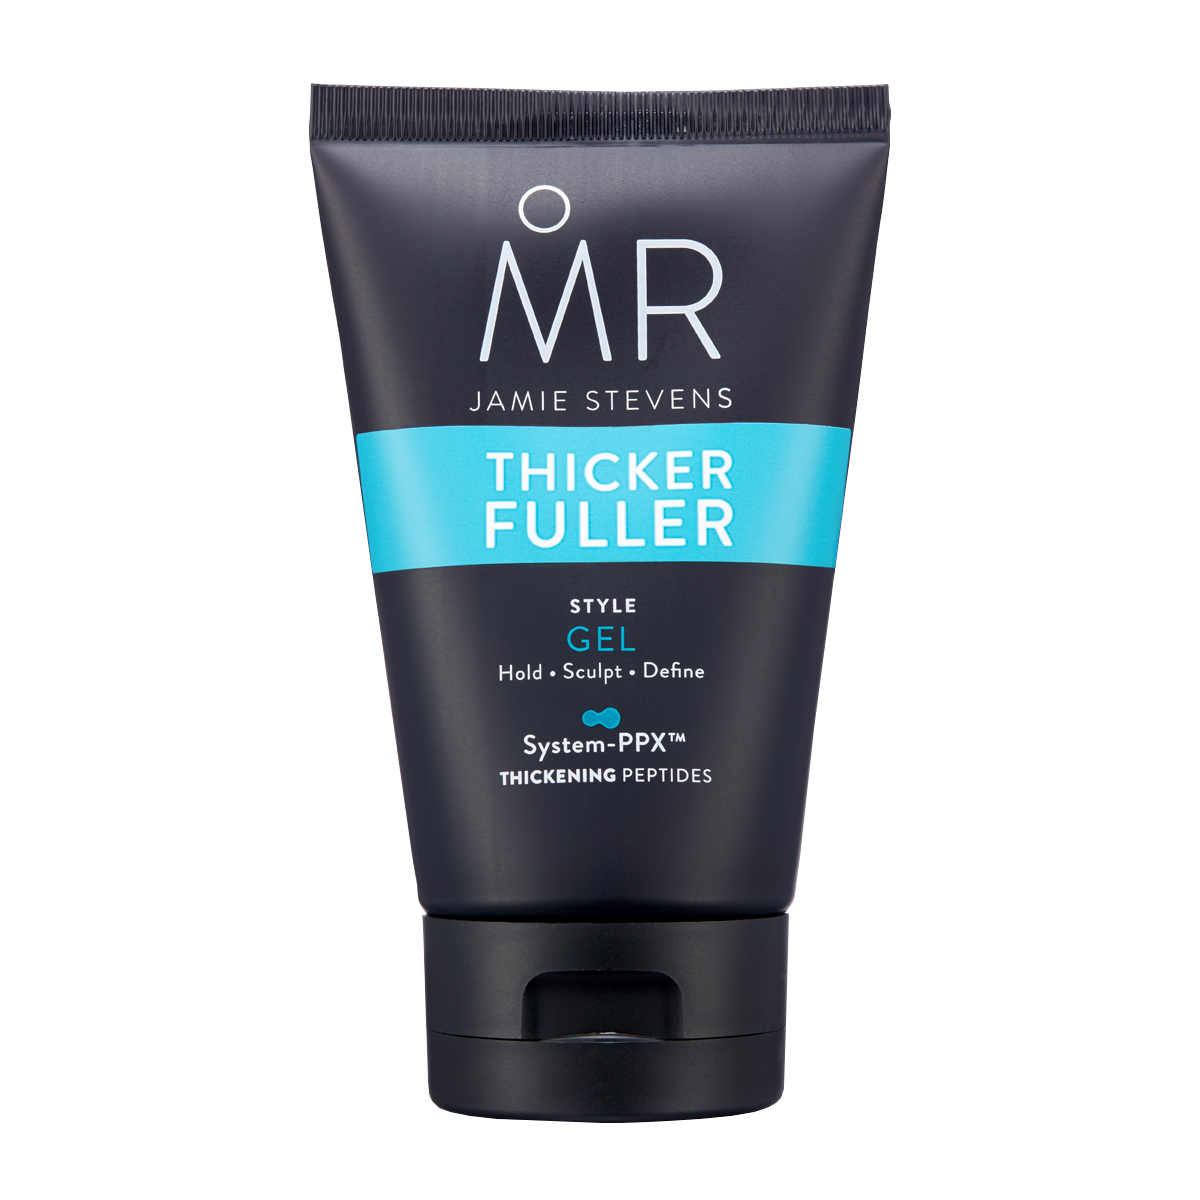 MR
JAMIE STEVENS
THICKER
FULLER
STYLE
GEL
Hold • Sculpt • Define
System-PPX™
THICKENING PEPTIDES